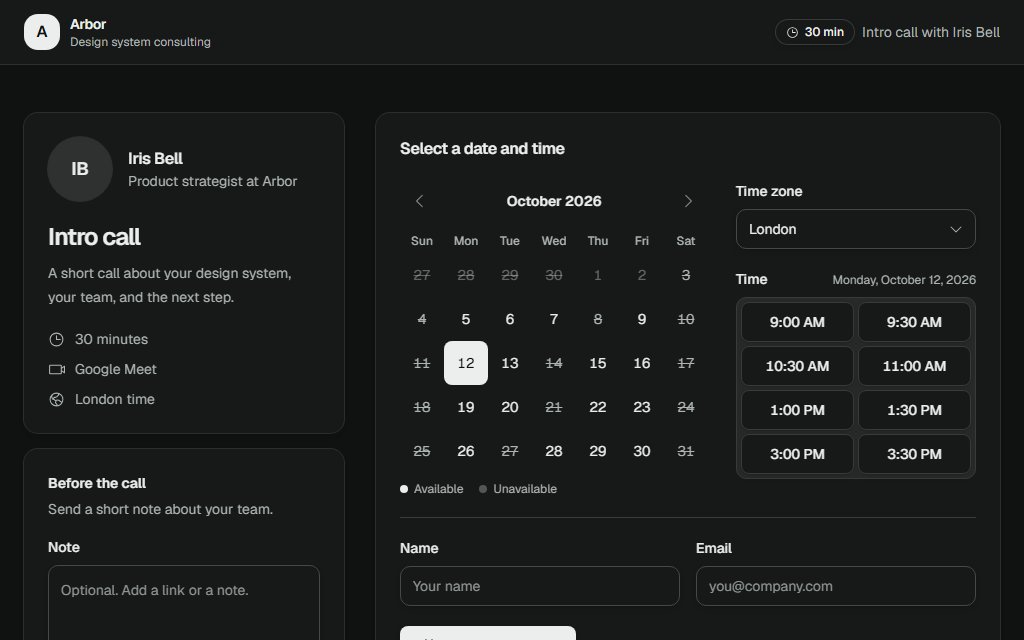 A
Arbor
Design system consulting
30 min
Intro call with Iris Bell
IB
Iris Bell
Product strategist at Arbor
Intro call
A short call about your design system,
your team, and the next step.
30 minutes
Google Meet
London time
Before the call
Send a short note about your team.
Note
Optional. Add a link or a note.
Select a date and time
October 2026
Sun Mon Tue Wed Thu Fri Sat
27 28 29 30 1 2 3
4 5 6 7 8 9 10
11 12 13 14 15 16 17
18 19 20 21 22 23 24
25 26 27 28 29 30 31
Available
Unavailable
Time zone
London
Time
Monday, October 12, 2026
9:00 AM 9:30 AM
10:30 AM 11:00 AM
1:00 PM 1:30 PM
3:00 PM 3:30 PM
Name
Your name
Email
you@company.com